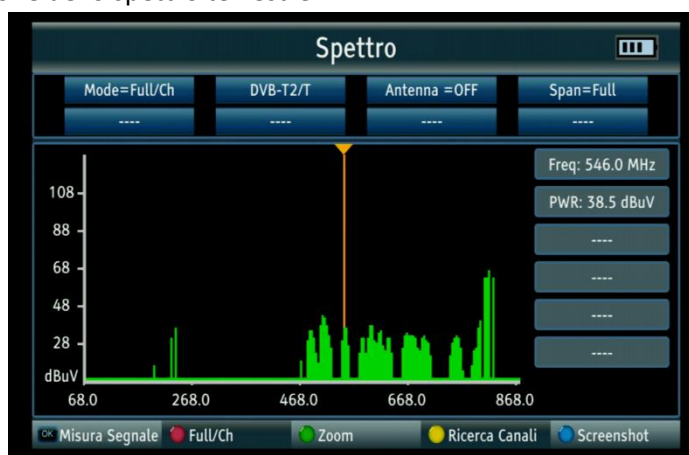 Spettro
Mode=Full/Ch DVB-T2/T Antenna =OFF Span=Full
---- ---- ---- ----
Freq: 546.0 MHz
PWR: 38.5 dBuV
----
----
----
----
108
88
68
48
28
dBuV
68.0 268.0 468.0 668.0 868.0
OK Misura Segnale Full/Ch Zoom Ricerca Canali Screenshot